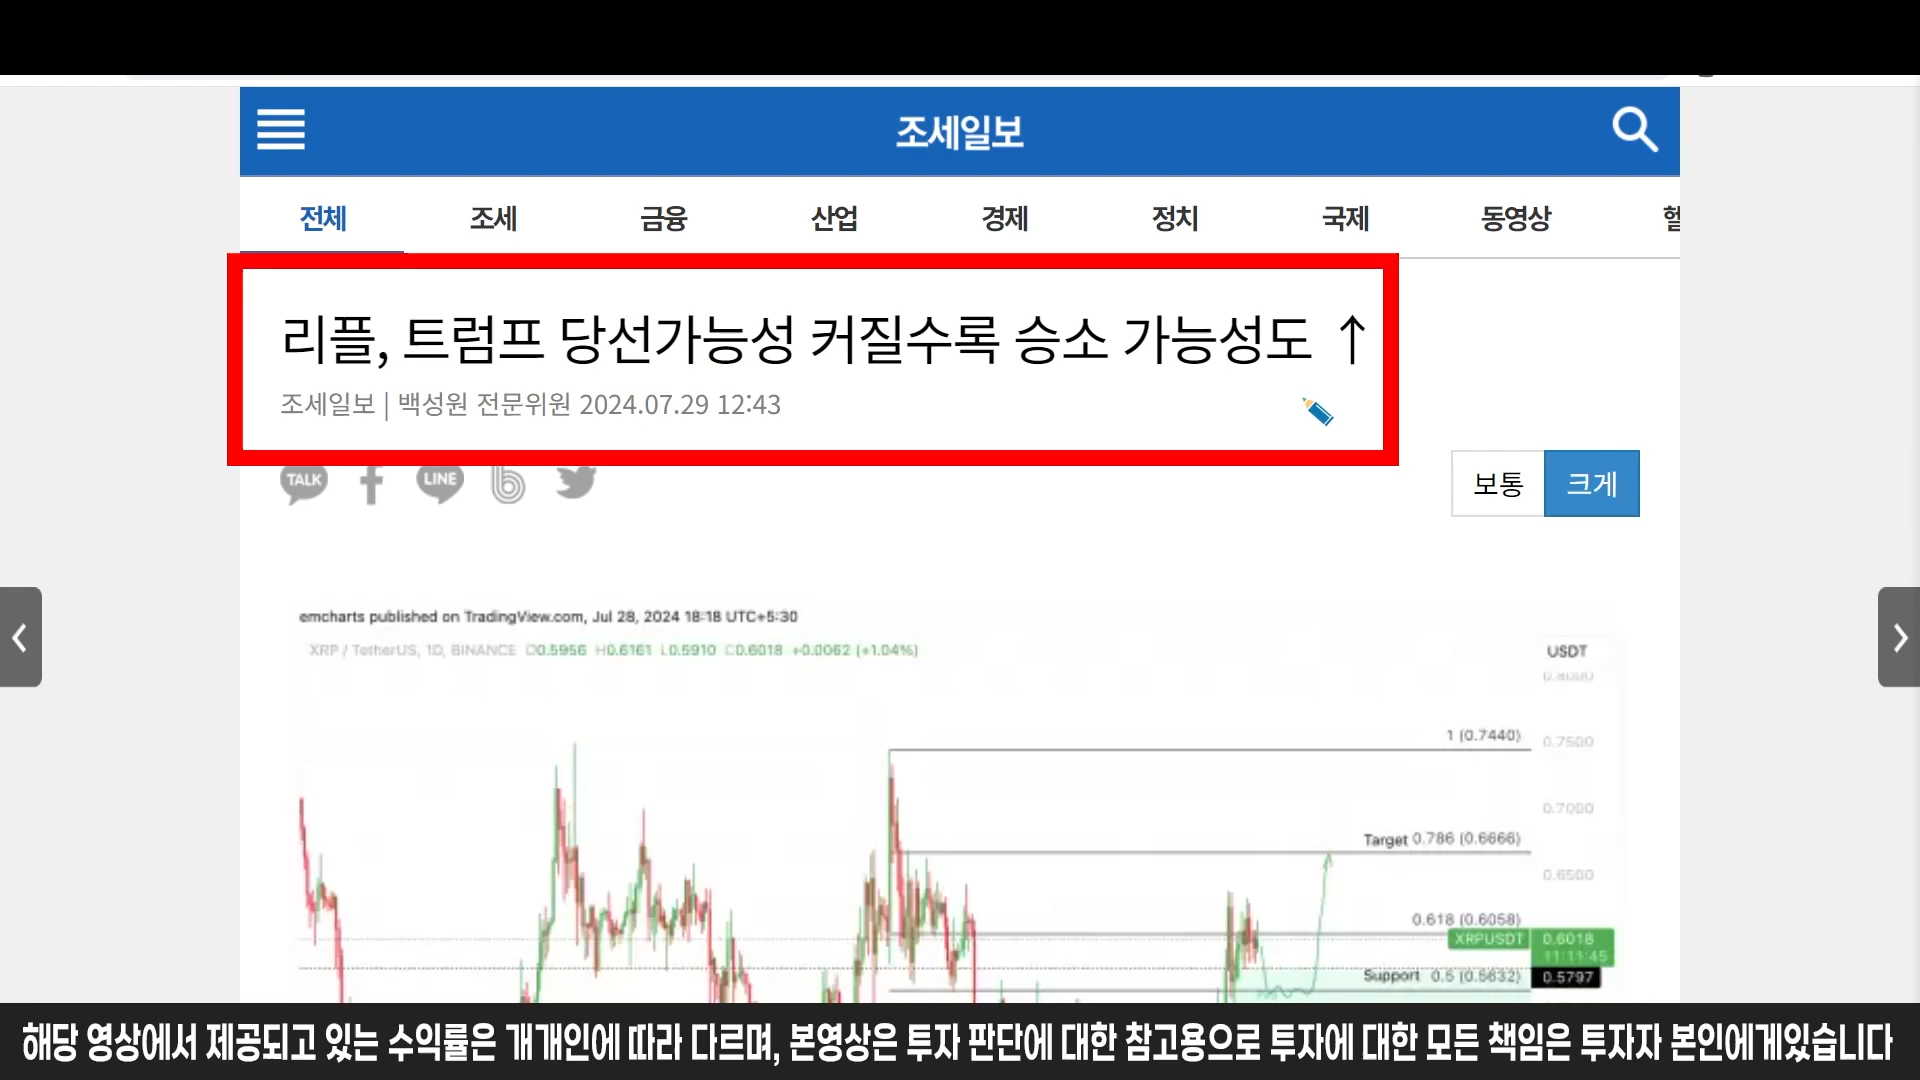 조세일보
전체 조세 금융 산업 경제 정치 국제 동영상
리플, 트럼프 당선가능성 커질수록 승소 가능성도 ↑
조세일보 | 백성원 전문위원 2024.07.29 12:43
TALK LINE
보통 크게
emcharts published on TradingView.com, Jul 28, 2024 18:18 UTC+5:30
XRP / TetherUS, 1D, BINANCE O0.5956 H0.6161 L0.5910 C0.6018 +0.0062 (+1.04%)
USDT
0.8000
1 (0.7440)
0.7500
0.7000
Target 0.786 (0.6666)
0.6500
0.618 (0.6058)
XRPUSDT 0.6018
11:11:45
Support 0.5 (0.5632)
0.5797
해당 영상에서 제공되고 있는 수익률은 개개인에 따라 다르며, 본영상은 투자 판단에 대한 참고용으로 투자에 대한 모든 책임은 투자자 본인에게있습니다